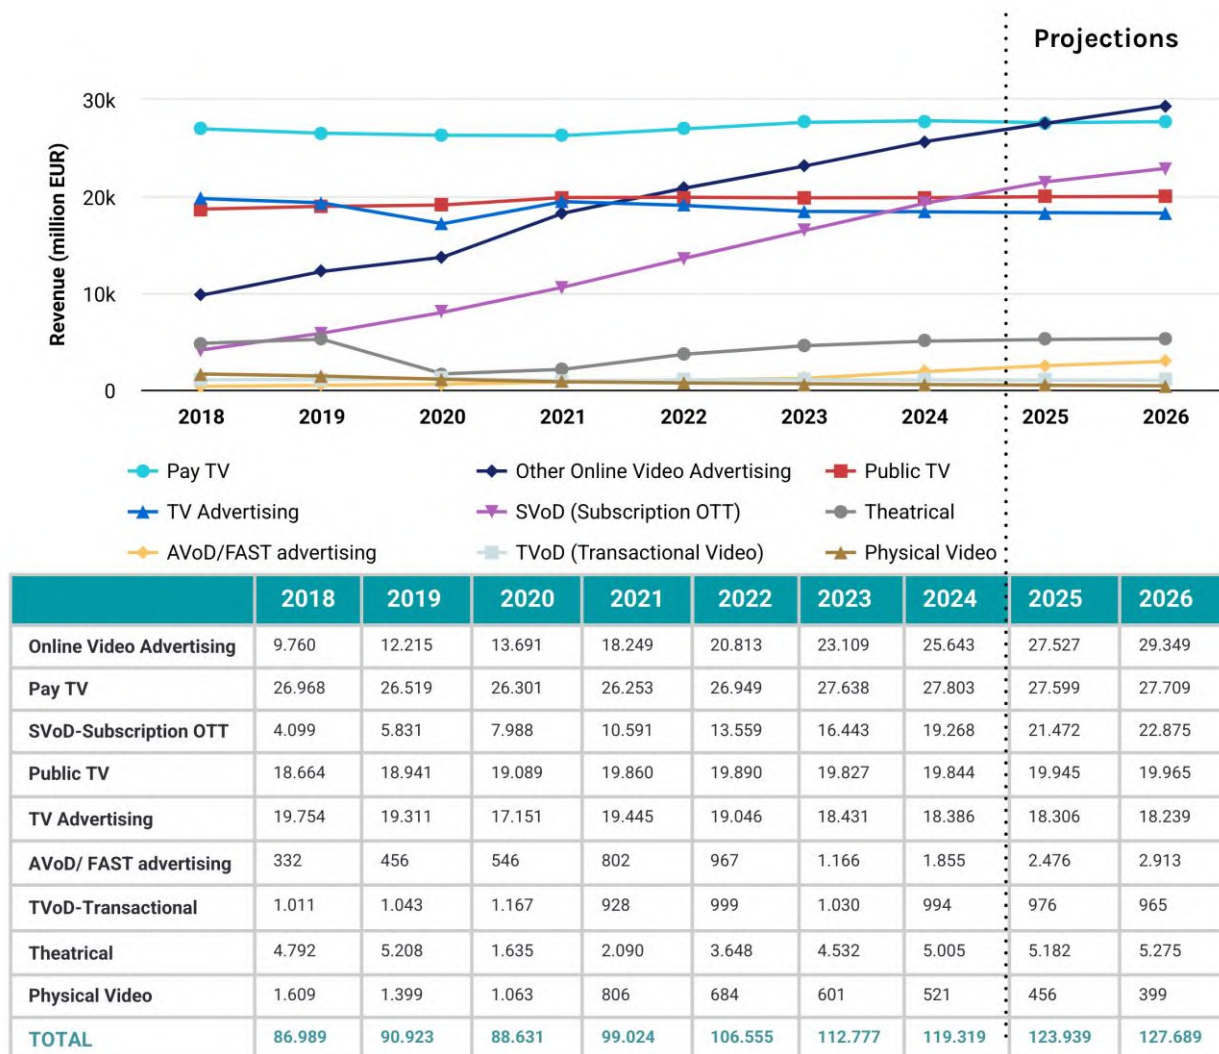 Projections
Revenue (million EUR)
30k
20k
10k
0
2018 2019 2020 2021 2022 2023 2024 2025 2026
Pay TV Other Online Video Advertising Public TV
TV Advertising SVoD (Subscription OTT) Theatrical
AVoD/FAST advertising TVoD (Transactional Video) Physical Video
2018 2019 2020 2021 2022 2023 2024 2025 2026
Online Video Advertising 9.760 12.215 13.691 18.249 20.813 23.109 25.643 27.527 29.349
Pay TV 26.968 26.519 26.301 26.253 26.949 27.638 27.803 27.599 27.709
SVoD-Subscription OTT 4.099 5.831 7.988 10.591 13.559 16.443 19.268 21.472 22.875
Public TV 18.664 18.941 19.089 19.860 19.890 19.827 19.844 19.945 19.965
TV Advertising 19.754 19.311 17.151 19.445 19.046 18.431 18.386 18.306 18.239
AVoD/ FAST advertising 332 456 546 802 967 1.166 1.855 2.476 2.913
TVoD-Transactional 1.011 1.043 1.167 928 999 1.030 994 976 965
Theatrical 4.792 5.208 1.635 2.090 3.648 4.532 5.005 5.182 5.275
Physical Video 1.609 1.399 1.063 806 684 601 521 456 399
TOTAL 86.989 90.923 88.631 99.024 106.555 112.777 119.319 123.939 127.689